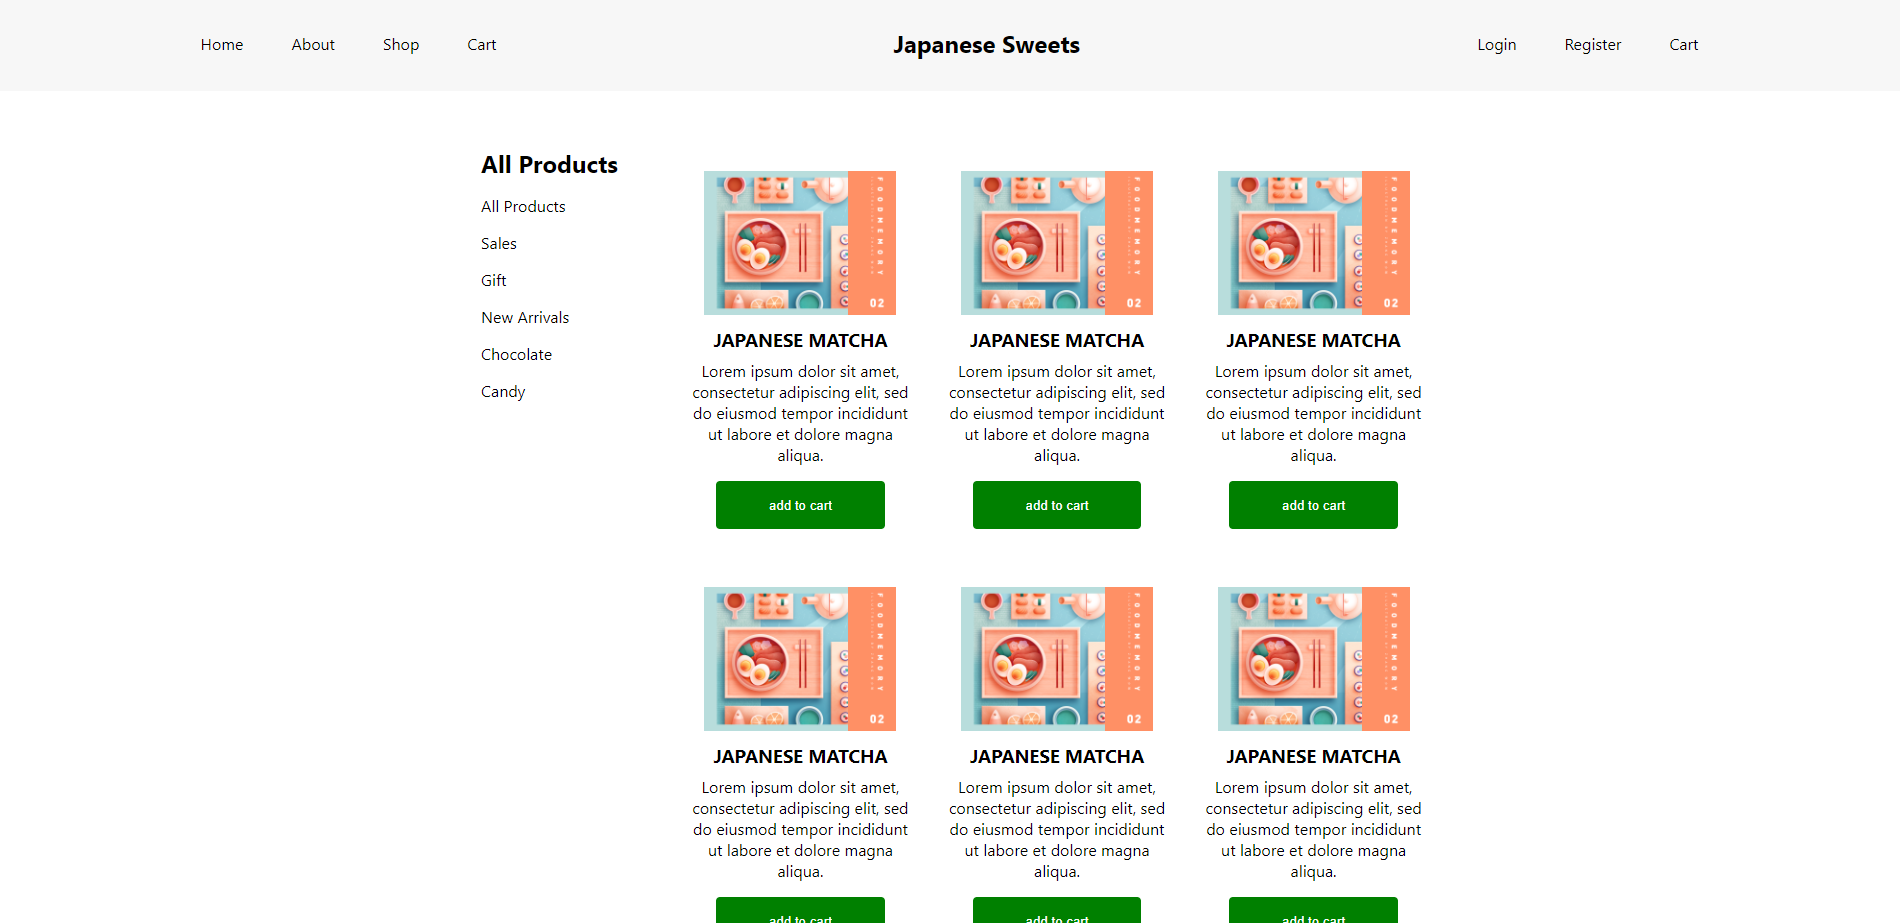 Home About Shop Cart
Japanese Sweets
Login Register Cart
All Products
All Products
Sales
Gift
New Arrivals
Chocolate
Candy
FOODMEMORY
02
JAPANESE MATCHA
Lorem ipsum dolor sit amet,
consectetur adipiscing elit, sed
do eiusmod tempor incididunt
ut labore et dolore magna
aliqua.
add to cart
FOODMEMORY
02
JAPANESE MATCHA
Lorem ipsum dolor sit amet,
consectetur adipiscing elit, sed
do eiusmod tempor incididunt
ut labore et dolore magna
aliqua.
add to cart
FOODMEMORY
02
JAPANESE MATCHA
Lorem ipsum dolor sit amet,
consectetur adipiscing elit, sed
do eiusmod tempor incididunt
ut labore et dolore magna
aliqua.
add to cart
FOODMEMORY
02
JAPANESE MATCHA
Lorem ipsum dolor sit amet,
consectetur adipiscing elit, sed
do eiusmod tempor incididunt
ut labore et dolore magna
aliqua.
add to cart
FOODMEMORY
02
JAPANESE MATCHA
Lorem ipsum dolor sit amet,
consectetur adipiscing elit, sed
do eiusmod tempor incididunt
ut labore et dolore magna
aliqua.
add to cart
FOODMEMORY
02
JAPANESE MATCHA
Lorem ipsum dolor sit amet,
consectetur adipiscing elit, sed
do eiusmod tempor incididunt
ut labore et dolore magna
aliqua.
add to cart